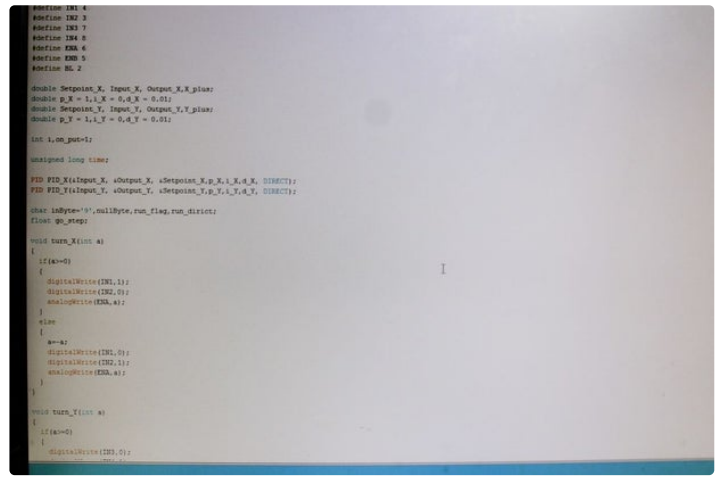 #define IN1 4
#define IN2 3
#define IN3 7
#define IN4 8
#define ENA 6
#define ENB 5
#define BL 2
double Setpoint_X, Input_X, Output_X,X_plus;
double p_X = 1,i_X = 0,d_X = 0.01;
double Setpoint_Y, Input_Y, Output_Y,Y_plus;
double p_Y = 1,i_Y = 0,d_Y = 0.01;
int i,on_put=1;
unsigned long time;
PID PID_X(&Input_X, &Output_X, &Setpoint_X,p_X,i_X,d_X, DIRECT);
PID PID_Y(&Input_Y, &Output_Y, &Setpoint_Y,p_Y,i_Y,d_Y, DIRECT);
char inByte='9',nullByte,run_flag,run_dirict;
float go_step;
void turn_X(int a)
{
if(a>=0)
{
digitalWrite(IN1,1);
digitalWrite(IN2,0);
analogWrite(ENA,a);
}
else
{
a=-a;
digitalWrite(IN1,0);
digitalWrite(IN2,1);
analogWrite(ENA,a);
}
}
void turn_Y(int a)
{
if(a>=0)
{
digitalWrite(IN3,0);